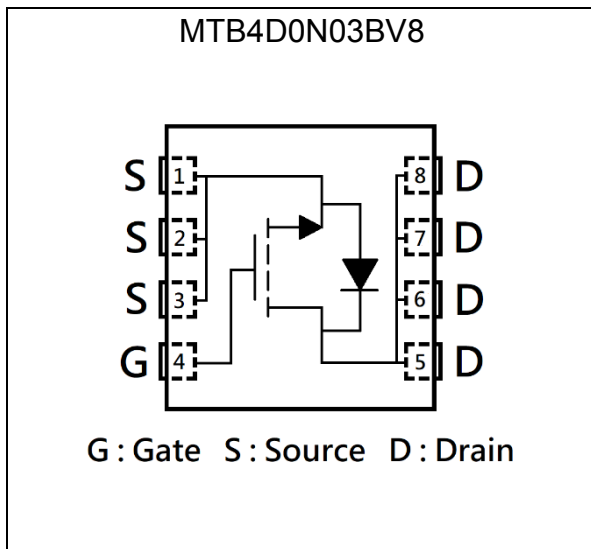 MTB4D0N03BV8
S 1 8 D
S 2 7 D
S 3 6 D
G 4 5 D
G : Gate S : Source D : Drain